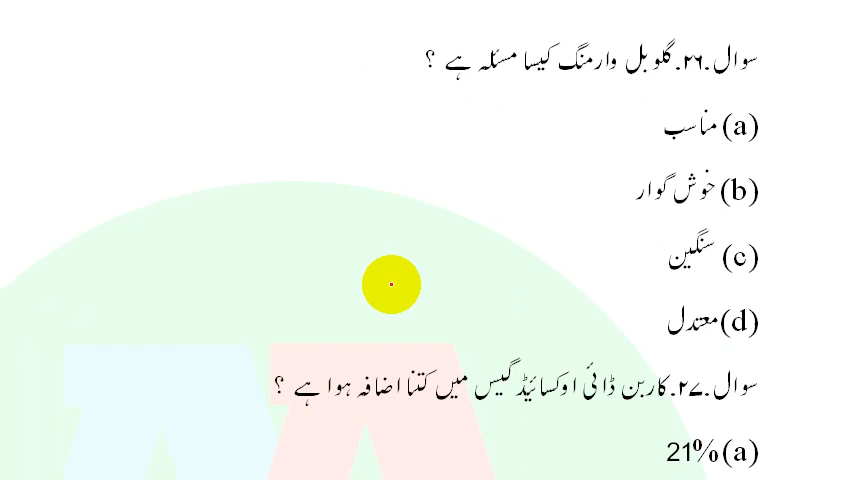 سوال.۲۶.گلوبل وارمنگ کیسا مسئلہ ہے ؟
(a) مناسب
(b) خوش گوار
(c) سنگین
(d) معتدل
سوال.۲۷.کاربن ڈائی اوکسائیڈ گیس میں کتنا اضافہ ہوا ہے ؟
(a) 21%